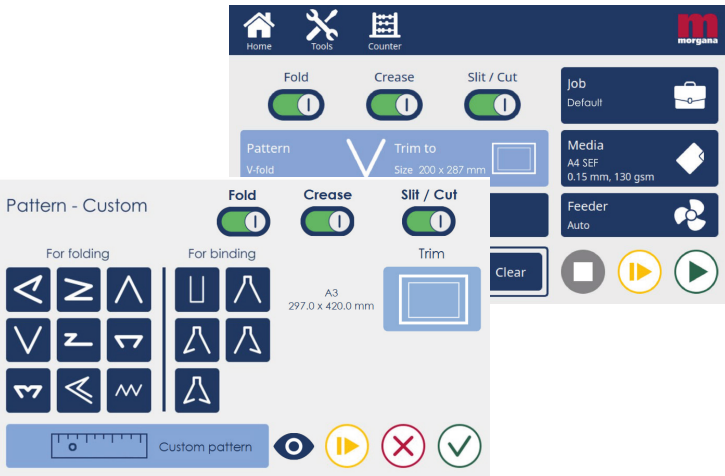 Home
Tools
Counter
morgana
Fold
Crease
Slit / Cut
Job
Default
Pattern
V-fold
Trim to
Size 200 x 287 mm
Media
A4 SEF
0.15 mm, 130 gsm
Feeder
Auto
Clear
Pattern - Custom
Fold
Crease
Slit / Cut
For folding
For binding
Trim
A3
297.0 x 420.0 mm
0
Custom pattern